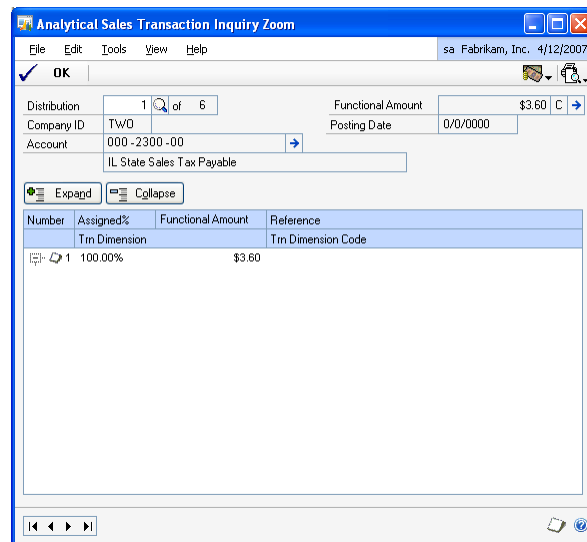 Analytical Sales Transaction Inquiry Zoom
File Edit Tools View Help sa Fabrikam, Inc. 4/12/2007
OK
Distribution 1 of 6 Functional Amount $3.60 C
Company ID TWO Posting Date 0/0/0000
Account 000 -2300 -00
IL State Sales Tax Payable
Expand Collapse
Number Assigned% Functional Amount Reference
Trn Dimension Trn Dimension Code
1 100.00% $3.60